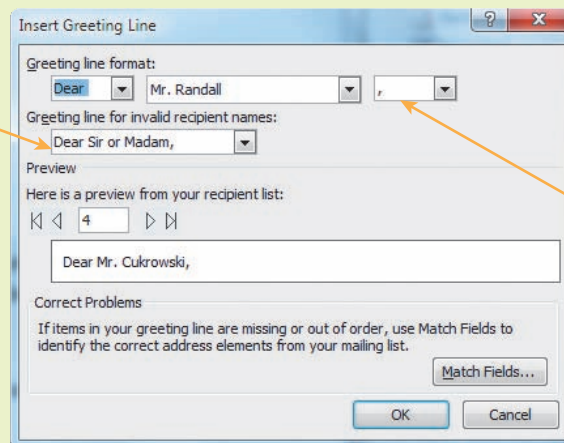 Insert Greeting Line
Greeting line format:
Dear Mr. Randall ,
Greeting line for invalid recipient names:
Dear Sir or Madam,
Preview
Here is a preview from your recipient list:
4
Dear Mr. Cukrowski,
Correct Problems
If items in your greeting line are missing or out of order, use Match Fields to
identify the correct address elements from your mailing list.
Match Fields...
OK Cancel